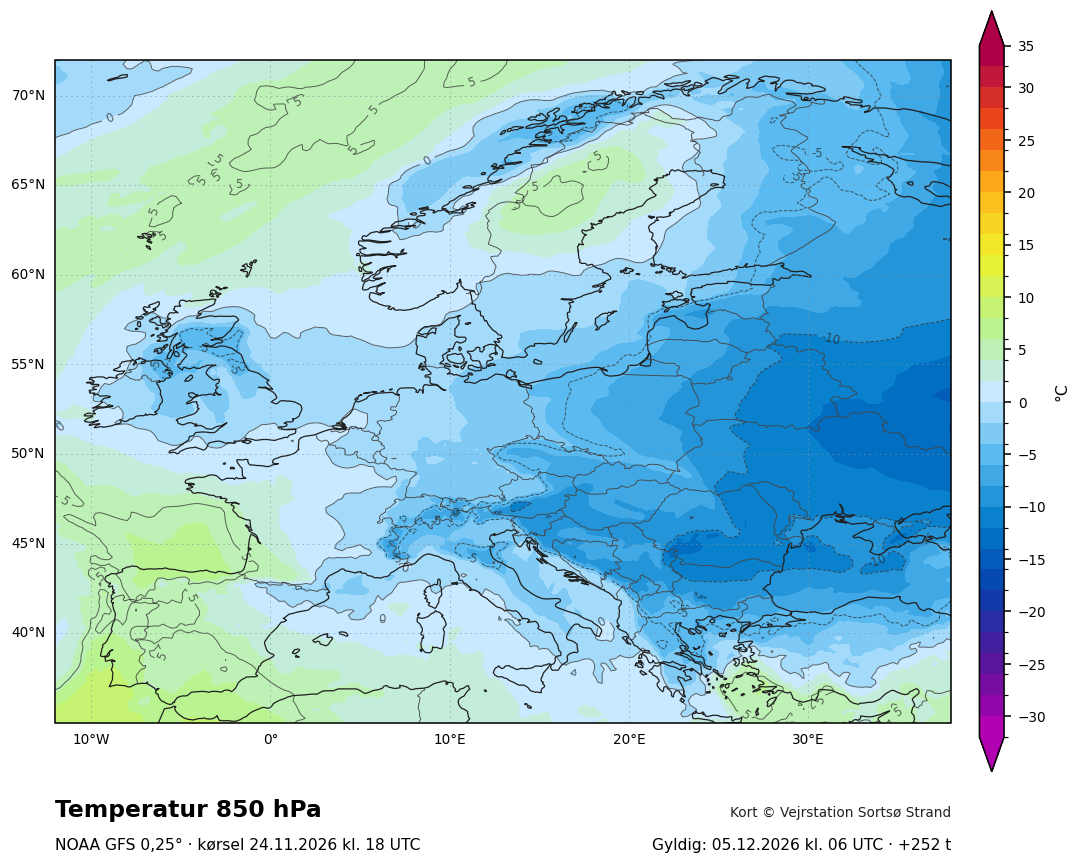 70°N
65°N
60°N
55°N
50°N
45°N
40°N
10°W 0° 10°E 20°E 30°E
35
30
25
20
15
10
5
0
−5
−10
−15
−20
−25
−30
°C
Temperatur 850 hPa
Kort © Vejrstation Sortsø Strand
NOAA GFS 0,25° · kørsel 24.11.2026 kl. 18 UTC
Gyldig: 05.12.2026 kl. 06 UTC · +252 t